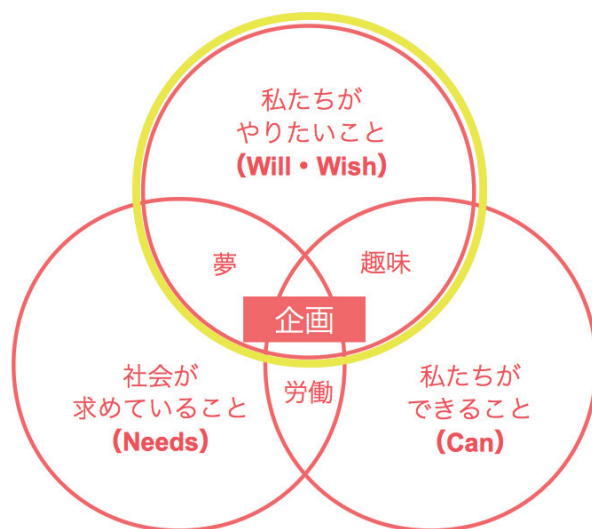 私たちが
やりたいこと
(Will・Wish)
夢
趣味
企画
社会が
求めていること
(Needs)
労働
私たちが
できること
(Can)